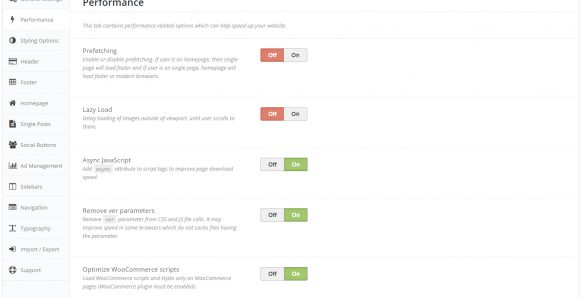 Performance
This tab contains performance-related options which can help speed up your website.
Performance
Styling Options
Header
Footer
Homepage
Single Posts
Social Buttons
Ad Management
Sidebars
Navigation
Typography
Import / Export
Support
Prefetching
Enable or disable prefetching. If user is on homepage, then single
page will load faster and if user is on single page, homepage will
load faster in modern browsers.
Off On
Lazy Load
Delay loading of images outside of viewport, until user scrolls to
them.
Off On
Async JavaScript
Add async attribute to script tags to improve page download
speed.
Off On
Remove ver parameters
Remove ver parameter from CSS and JS file calls. It may
improve speed in some browsers which do not cache files having
the parameter.
Off On
Optimize WooCommerce scripts
Load WooCommerce scripts and styles only on WooCommerce
pages (WooCommerce plugin must be enabled).
Off On